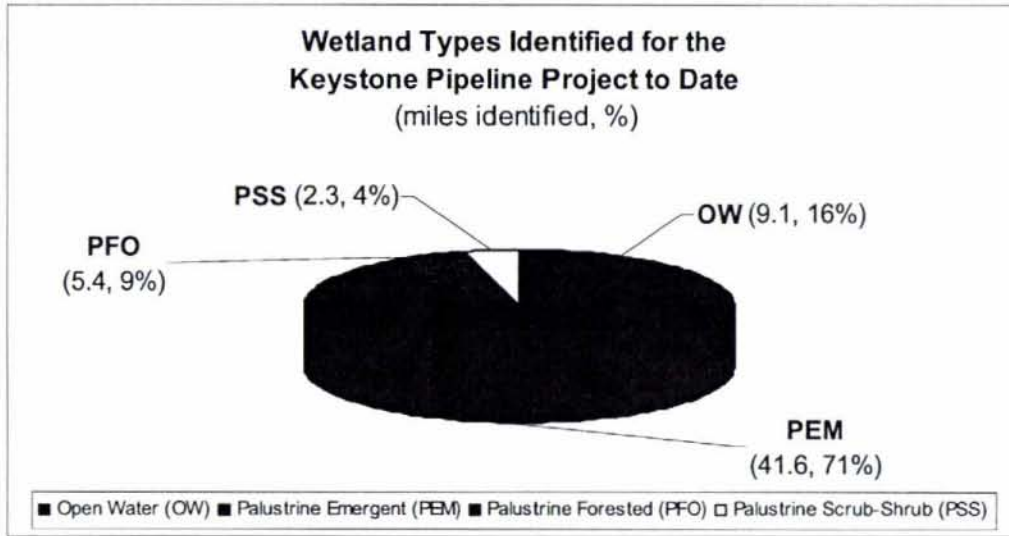 Wetland Types Identified for the
Keystone Pipeline Project to Date
(miles identified, %)
PSS (2.3, 4%)
OW (9.1, 16%)
PFO
(5.4, 9%)
PEM
(41.6, 71%)
Open Water (OW) Palustrine Emergent (PEM) Palustrine Forested (PFO) Palustrine Scrub-Shrub (PSS)